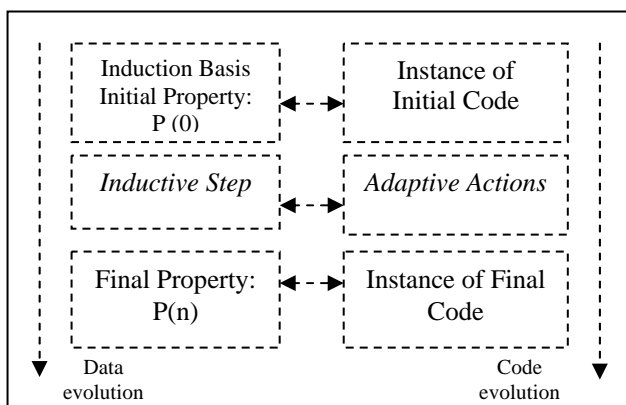 Induction Basis
Initial Property:
P (0)
Instance of
Initial Code
Inductive Step
Adaptive Actions
Final Property:
P(n)
Instance of Final
Code
Data
evolution
Code
evolution